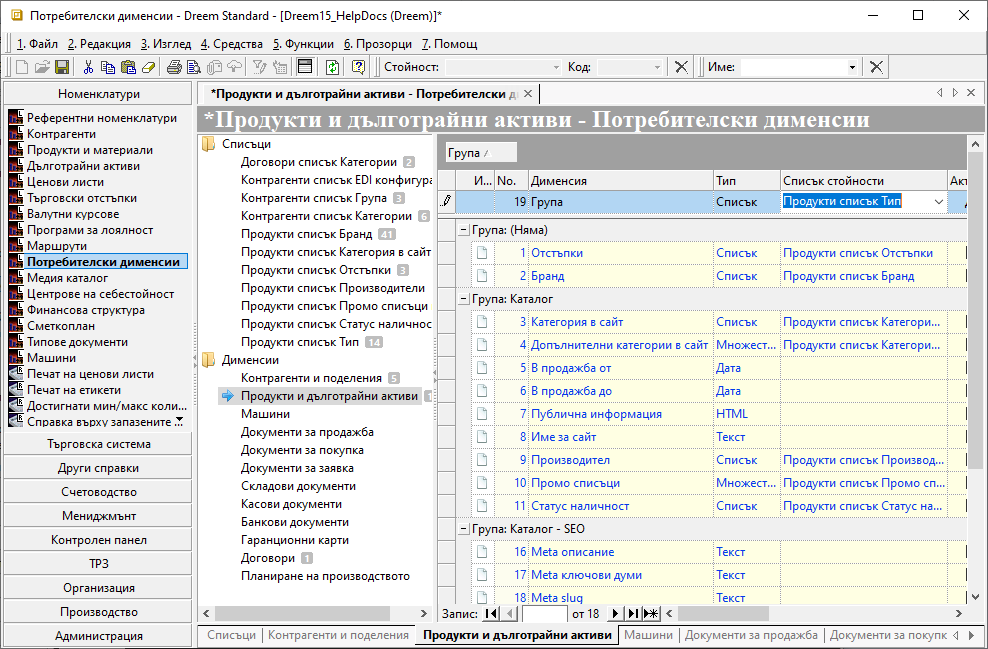 Потребителски дименсии - Dreem Standard - [Dreem15_HelpDocs (Dreem)]*
1. Файл 2. Редакция 3. Изглед 4. Средства 5. Функции 6. Прозорци 7. Помощ
Стойност: Код: Име:
Номенклатури
Референтни номенклатури
Контрагенти
Продукти и материали
Дълготрайни активи
Ценови листи
Търговски отстъпки
Валутни курсове
Програми за лоялност
Маршрути
Потребителски дименсии
Медия каталог
Центрове на себестойност
Финансова структура
Сметкоплан
Типове документи
Машини
Печат на ценови листи
Печат на етикети
Достигнати мин/макс коли...
Справка върху запазените ...
Търговска система
Други справки
Счетоводство
Мениджмънт
Контролен панел
ТРЗ
Организация
Производство
Администрация
*Продукти и дълготрайни активи - Потребителски д
*Продукти и дълготрайни активи - Потребителски дименсии
Списъци
Договори списък Категории 2
Контрагенти списък EDI конфигура
Контрагенти списък Група 3
Контрагенти списък Категории 6
Продукти списък Бранд 41
Продукти списък Категория в сайт
Продукти списък Отстъпки 3
Продукти списък Производители
Продукти списък Промо списъци
Продукти списък Статус наличнос
Продукти списък Тип 14
Дименсии
Контрагенти и поделения 5
Продукти и дълготрайни активи 1
Машини
Документи за продажба
Документи за покупка
Документи за заявка
Складови документи
Касови документи
Банкови документи
Гаранционни карти
Договори 1
Планиране на производството
Група
И... No. Дименсия Тип Списък стойности Акт
19 Група Списък Продукти списък Тип
Група: (Няма)
1 Отстъпки Списък Продукти списък Отстъпки
2 Бранд Списък Продукти списък Бранд
Група: Каталог
3 Категория в сайт Списък Продукти списък Категори...
4 Допълнителни категории в сайт Множест... Продукти списък Категори...
5 В продажба от Дата
6 В продажба до Дата
7 Публична информация HTML
8 Име за сайт Текст
9 Производител Списък Продукти списък Производ...
10 Промо списъци Множест... Продукти списък Промо сп...
11 Статус наличност Списък Продукти списък Статус на...
Група: Каталог - SEO
16 Мета описание Текст
17 Мета ключови думи Текст
18 Мета slug Текст
Запис: от 18
Списъци Контрагенти и поделения Продукти и дълготрайни активи Машини Документи за продажба Документи за покупк